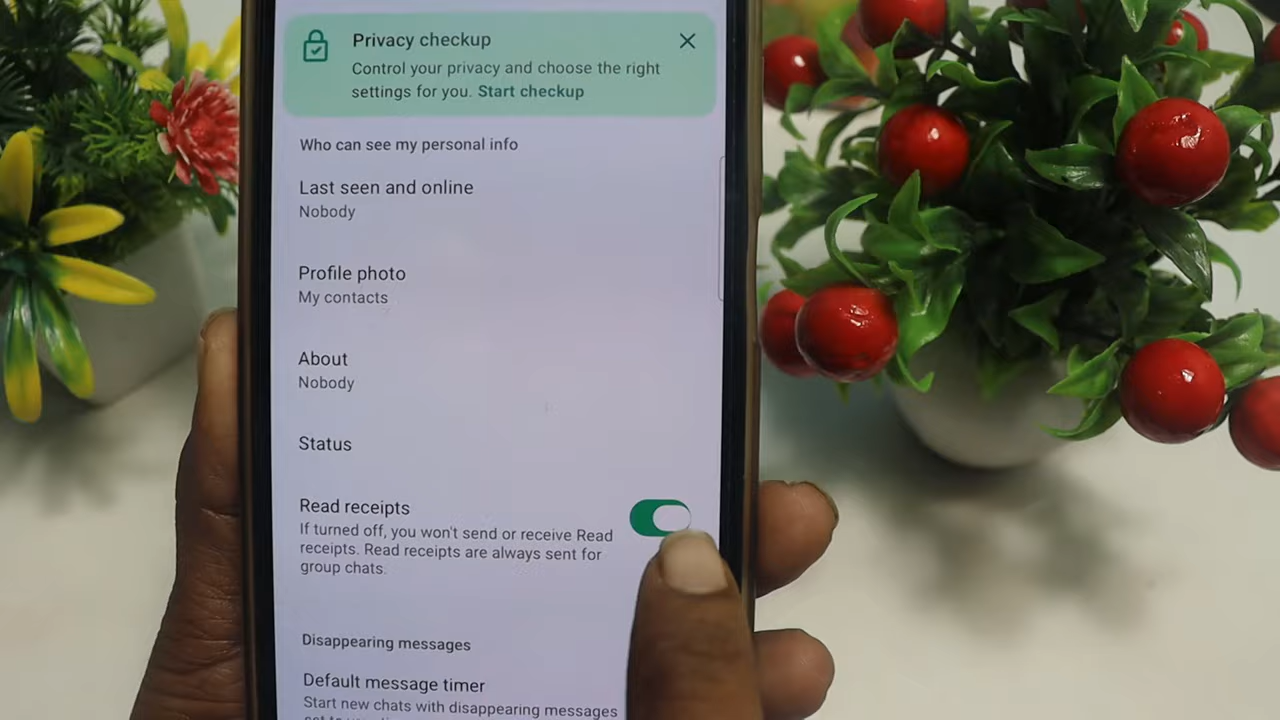 Privacy checkup
Control your privacy and choose the right
settings for you. Start checkup
Who can see my personal info
Last seen and online
Nobody
Profile photo
My contacts
About
Nobody
Status
Read receipts
If turned off, you won't send or receive Read
receipts. Read receipts are always sent for
group chats.
Disappearing messages
Default message timer
Start new chats with disappearing messages
set to